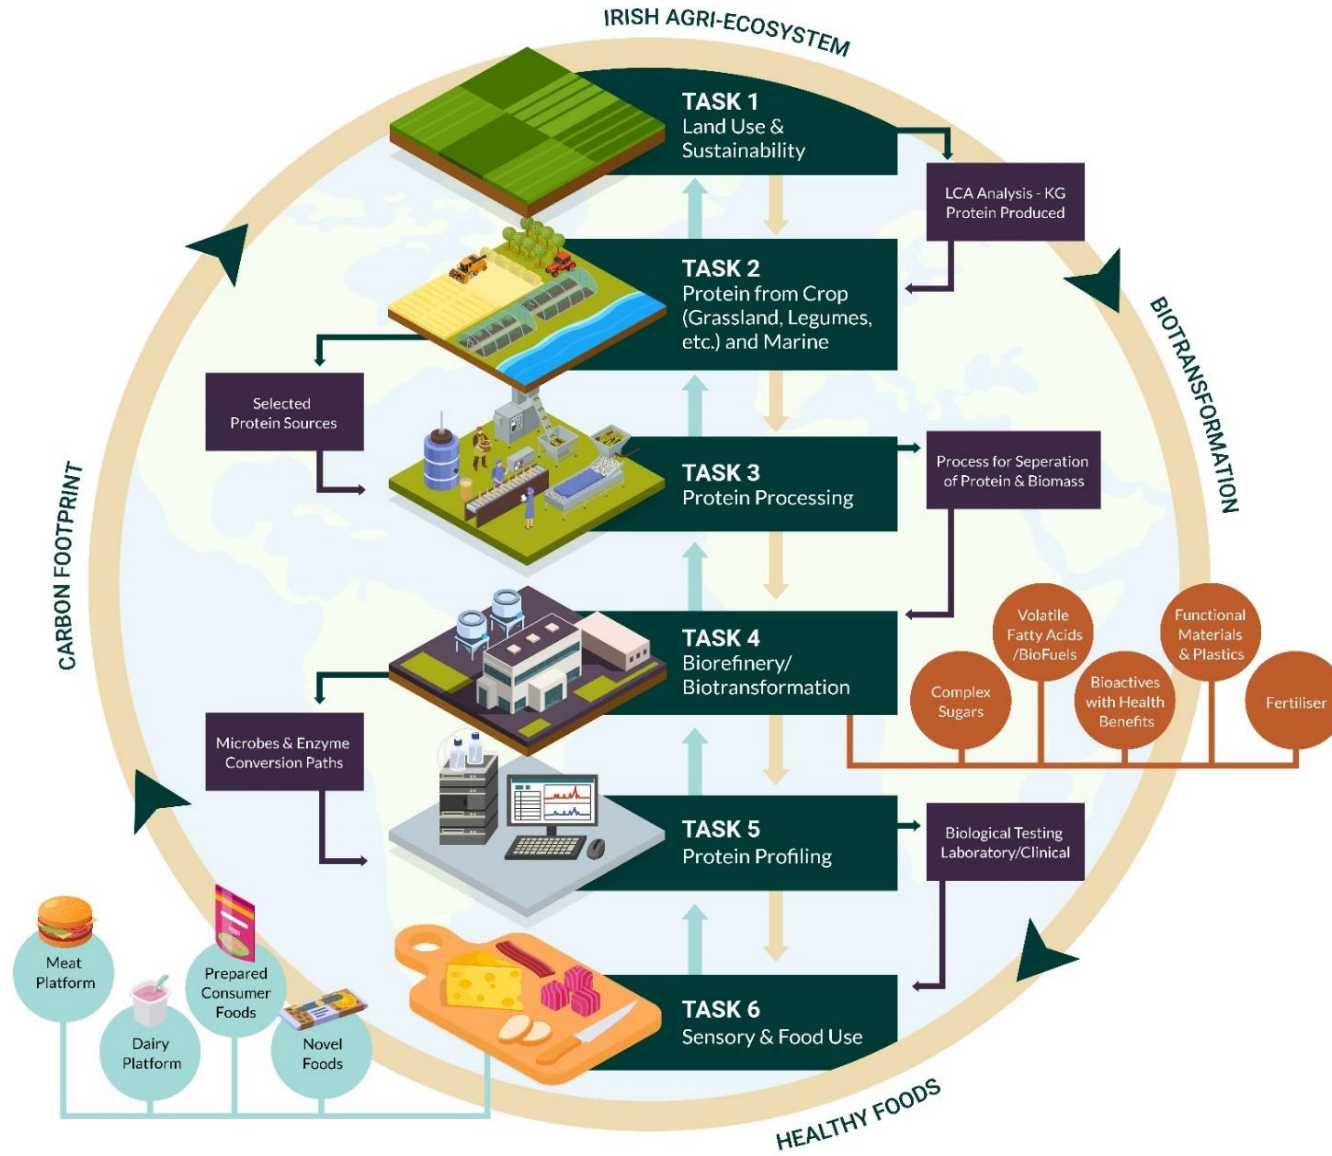 IRISH AGRI-ECOSYSTEM
TASK 1
Land Use &
Sustainability
LCA Analysis - KG
Protein Produced
TASK 2
Protein from Crop
(Grassland, Legumes,
etc.) and Marine
BIOTRANSFORMATION
Selected
Protein Sources
TASK 3
Protein Processing
Process for Seperation
of Protein & Biomass
CARBON FOOTPRINT
TASK 4
Biorefinery/
Biotransformation
Complex
Sugars
Volatile
Fatty Acids
/BioFuels
Bioactives
with Health
Benefits
Functional
Materials
& Plastics
Fertiliser
Microbes & Enzyme
Conversion Paths
TASK 5
Protein Profiling
Biological Testing
Laboratory/Clinical
Meat
Platform
Dairy
Platform
Prepared
Consumer
Foods
Novel
Foods
TASK 6
Sensory & Food Use
HEALTHY FOODS